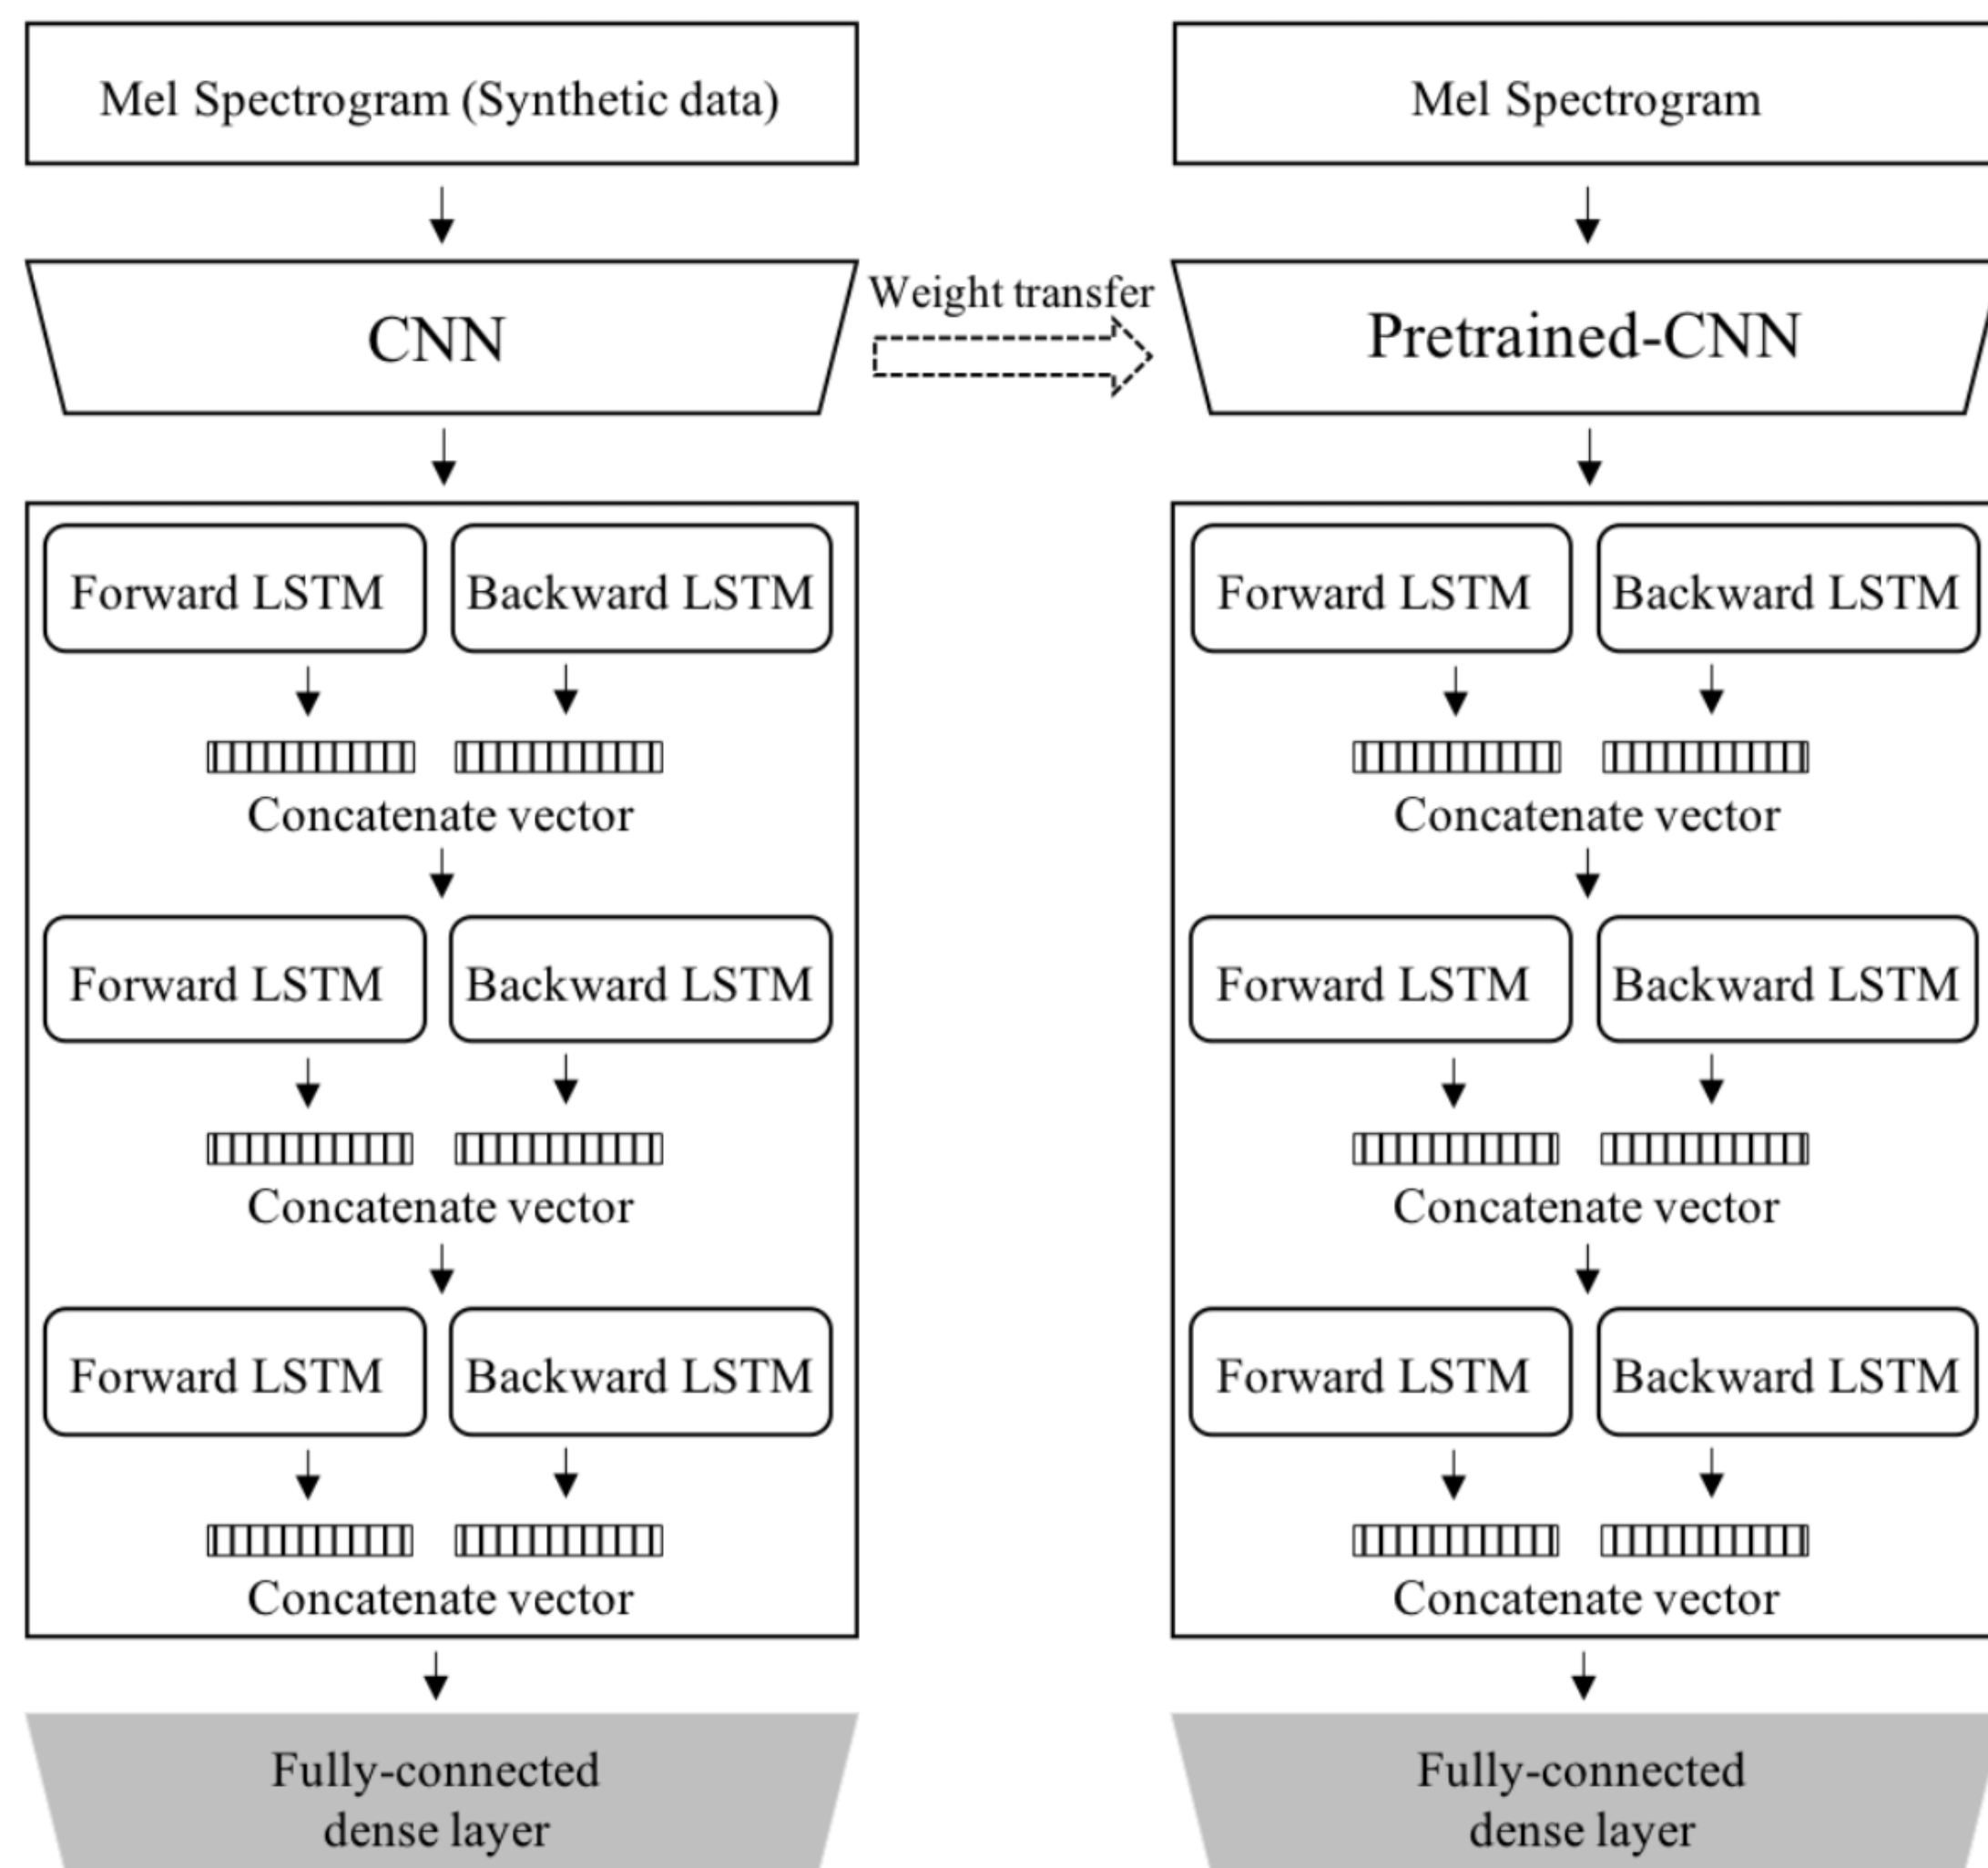 Mel Spectrogram (Synthetic data)
CNN
Forward LSTM
Backward LSTM
Concatenate vector
Forward LSTM
Backward LSTM
Concatenate vector
Forward LSTM
Backward LSTM
Concatenate vector
Fully-connected
dense layer
Weight transfer
Mel Spectrogram
Pretrained-CNN
Forward LSTM
Backward LSTM
Concatenate vector
Forward LSTM
Backward LSTM
Concatenate vector
Forward LSTM
Backward LSTM
Concatenate vector
Fully-connected
dense layer